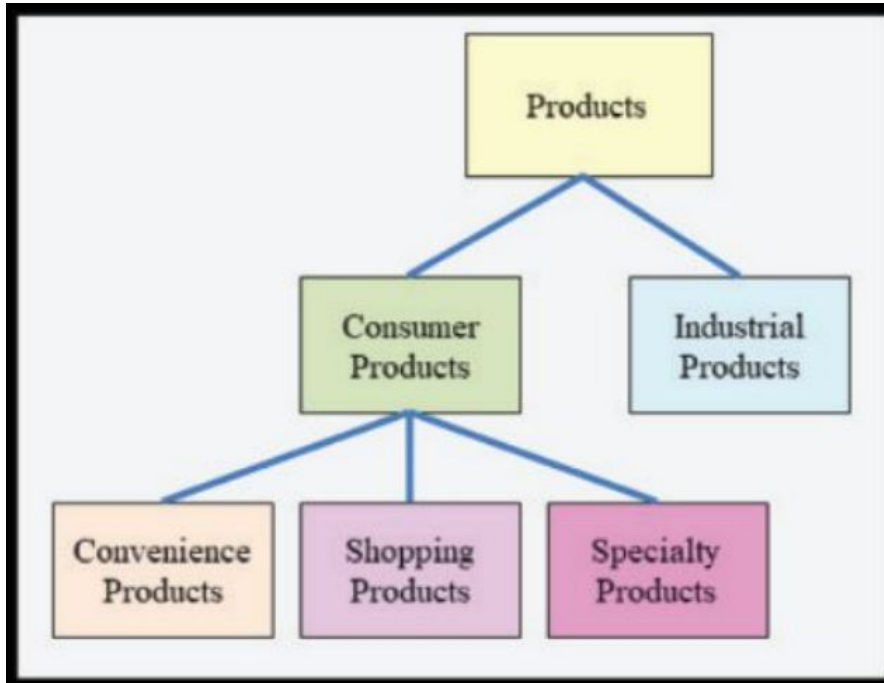 Products
Consumer
Products
Industrial
Products
Convenience
Products
Shopping
Products
Specialty
Products